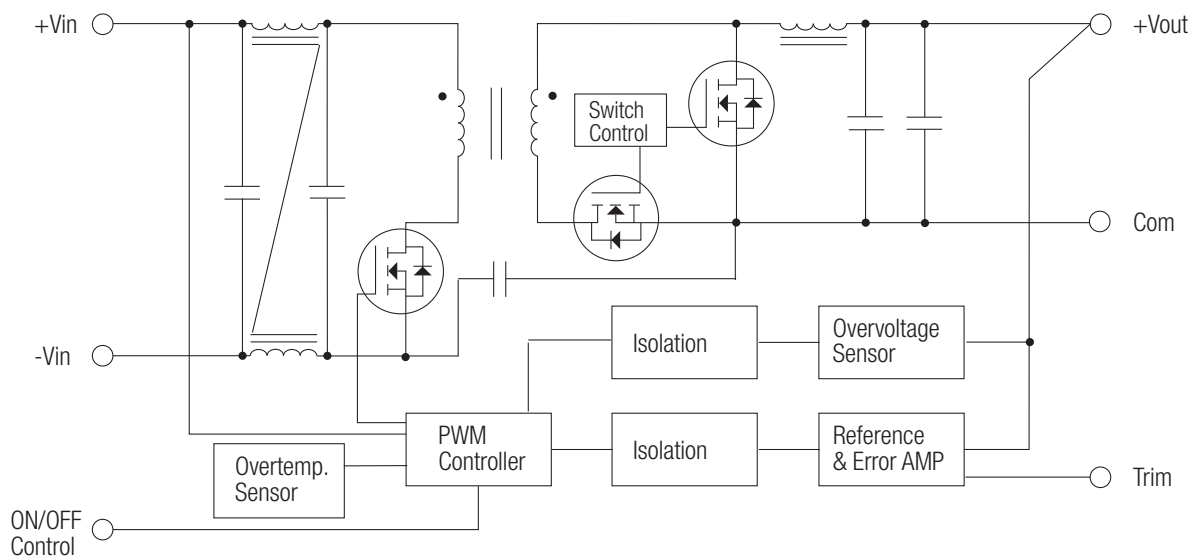 +Vin
+Vout
Switch
Control
Com
-Vin
Isolation
Overvoltage
Sensor
PWM
Controller
Isolation
Reference
& Error AMP
Overtemp.
Sensor
Trim
ON/OFF
Control